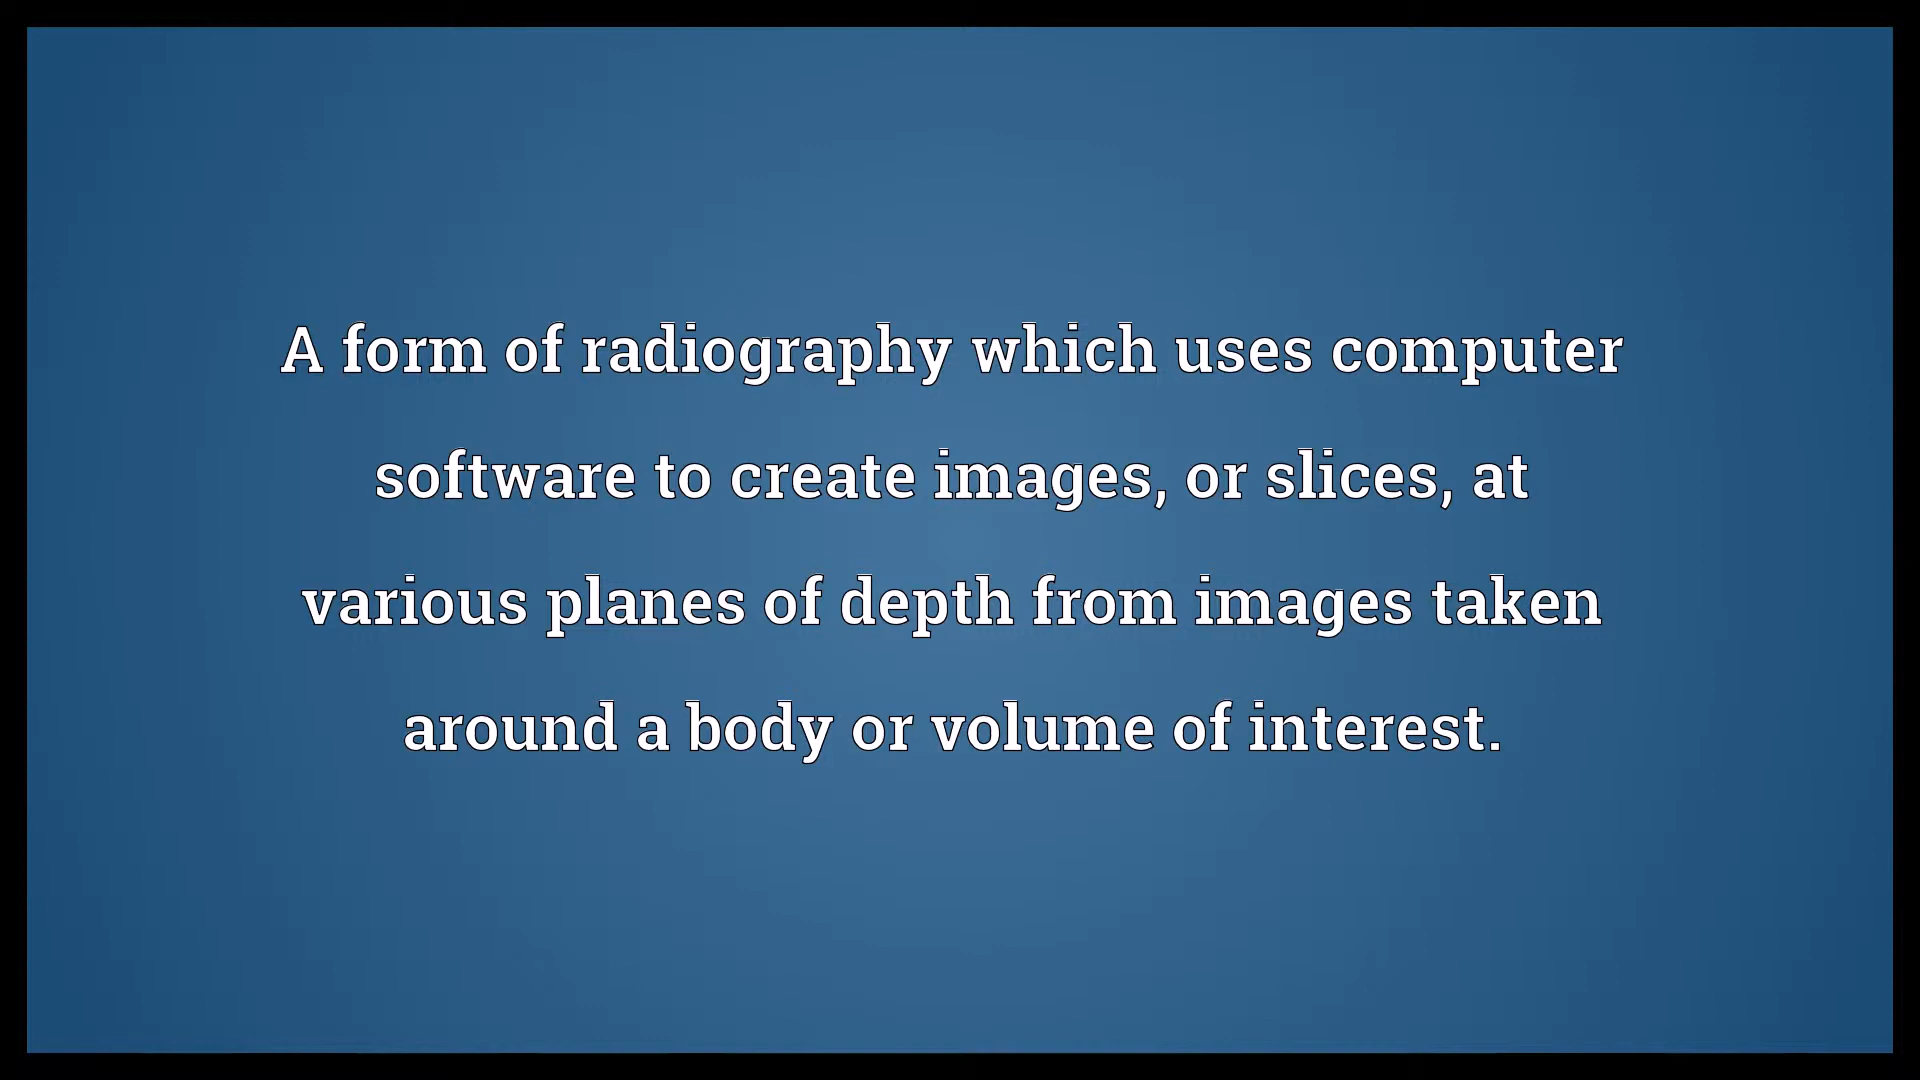 A form of radiography which uses computer
software to create images, or slices, at
various planes of depth from images taken
around a body or volume of interest.